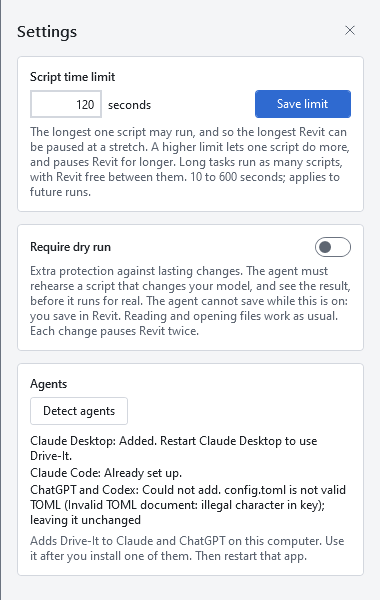 Settings
Script time limit
120 seconds Save limit
The longest one script may run, and so the longest Revit can
be paused at a stretch. A higher limit lets one script do more,
and pauses Revit for longer. Long tasks run as many scripts,
with Revit free between them. 10 to 600 seconds; applies to
future runs.
Require dry run
Extra protection against lasting changes. The agent must
rehearse a script that changes your model, and see the result,
before it runs for real. The agent cannot save while this is on:
you save in Revit. Reading and opening files work as usual.
Each change pauses Revit twice.
Agents
Detect agents
Claude Desktop: Added. Restart Claude Desktop to use
Drive-It.
Claude Code: Already set up.
ChatGPT and Codex: Could not add. config.toml is not valid
TOML (Invalid TOML document: illegal character in key);
leaving it unchanged
Adds Drive-It to Claude and ChatGPT on this computer. Use
it after you install one of them. Then restart that app.